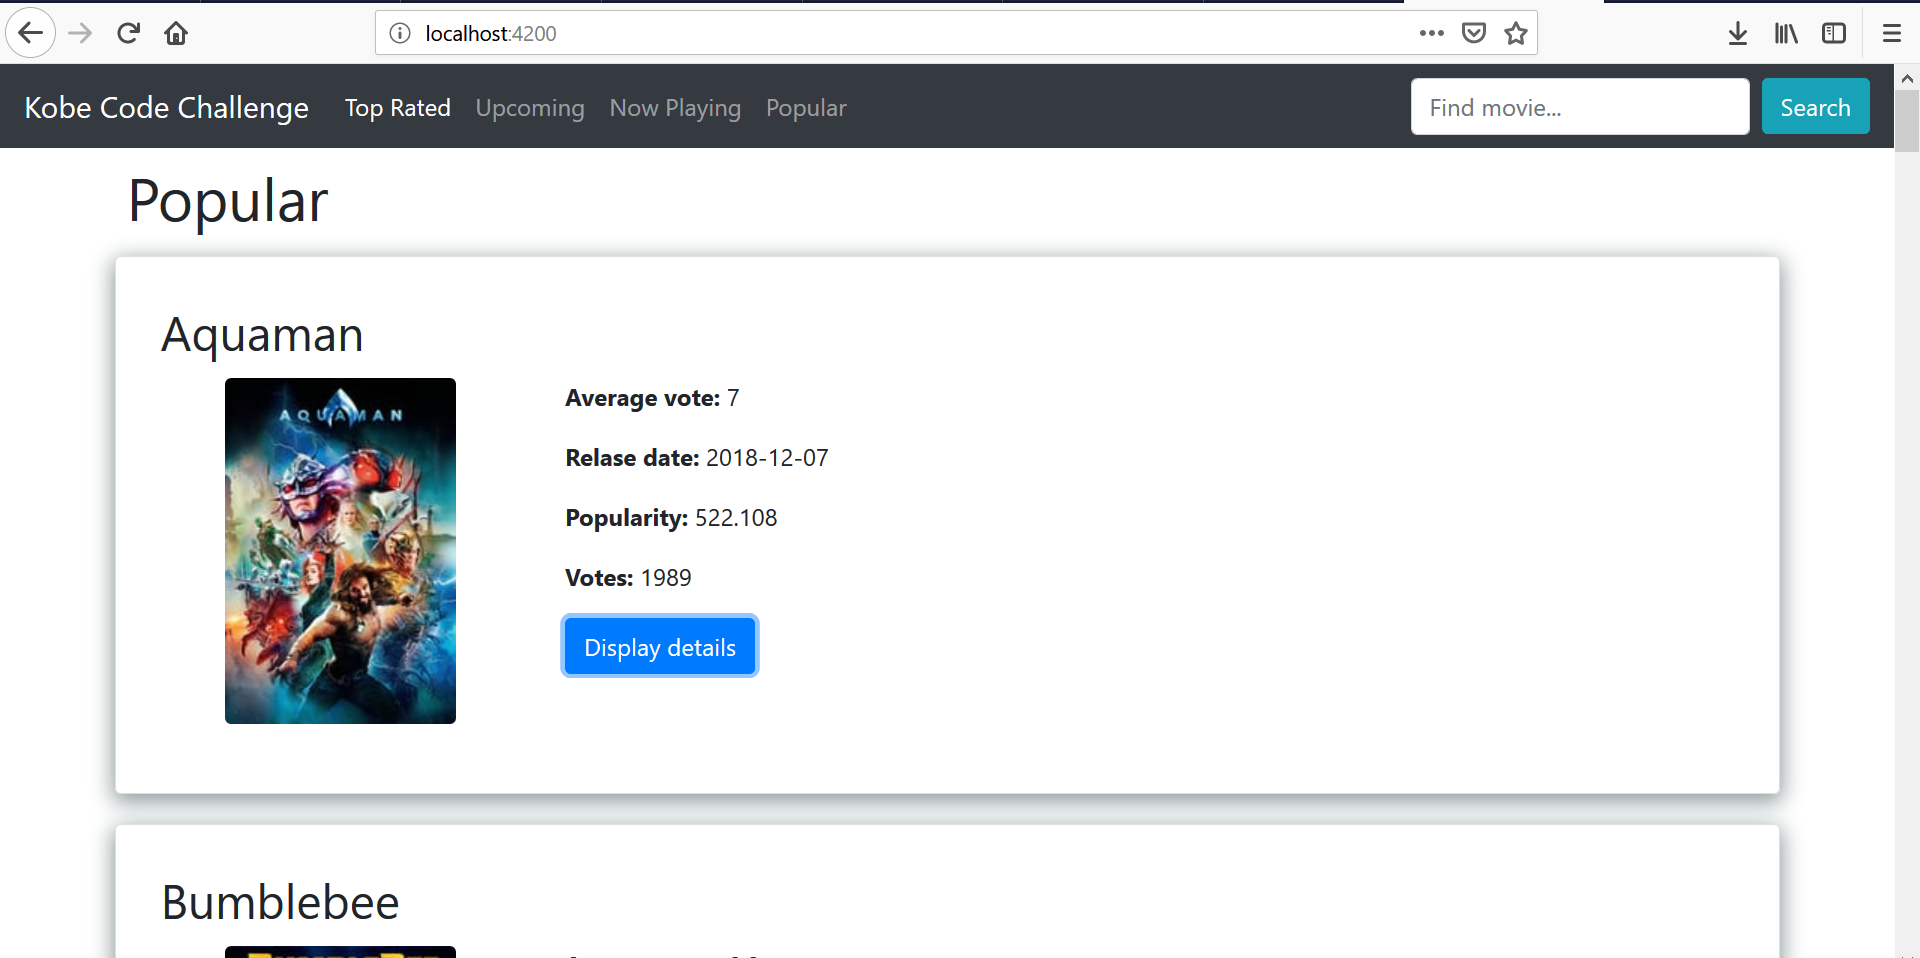 localhost:4200
Kobe Code Challenge Top Rated Upcoming Now Playing Popular Find movie... Search
Popular
Aquaman
AQUAMAN
Average vote: 7
Relase date: 2018-12-07
Popularity: 522.108
Votes: 1989
Display details
Bumblebee